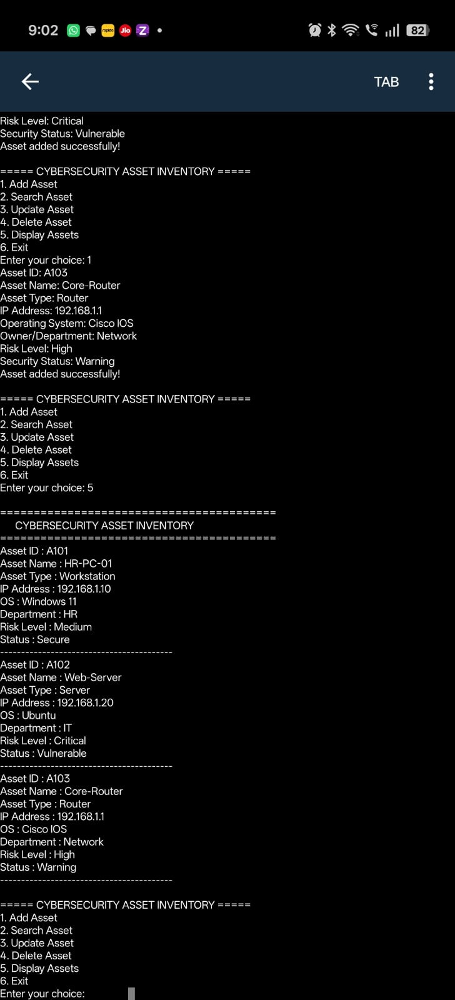 9:02
rapido
Jio
Z
82
TAB
Risk Level: Critical
Security Status: Vulnerable
Asset added successfully!
===== CYBERSECURITY ASSET INVENTORY =====
1. Add Asset
2. Search Asset
3. Update Asset
4. Delete Asset
5. Display Assets
6. Exit
Enter your choice: 1
Asset ID: A103
Asset Name: Core-Router
Asset Type: Router
IP Address: 192.168.1.1
Operating System: Cisco IOS
Owner/Department: Network
Risk Level: High
Security Status: Warning
Asset added successfully!
===== CYBERSECURITY ASSET INVENTORY =====
1. Add Asset
2. Search Asset
3. Update Asset
4. Delete Asset
5. Display Assets
6. Exit
Enter your choice: 5
=========================================
CYBERSECURITY ASSET INVENTORY
=========================================
Asset ID : A101
Asset Name : HR-PC-01
Asset Type : Workstation
IP Address : 192.168.1.10
OS : Windows 11
Department : HR
Risk Level : Medium
Status : Secure
-----------------------------------------
Asset ID : A102
Asset Name : Web-Server
Asset Type : Server
IP Address : 192.168.1.20
OS : Ubuntu
Department : IT
Risk Level : Critical
Status : Vulnerable
-----------------------------------------
Asset ID : A103
Asset Name : Core-Router
Asset Type : Router
IP Address : 192.168.1.1
OS : Cisco IOS
Department : Network
Risk Level : High
Status : Warning
-----------------------------------------
===== CYBERSECURITY ASSET INVENTORY =====
1. Add Asset
2. Search Asset
3. Update Asset
4. Delete Asset
5. Display Assets
6. Exit
Enter your choice: